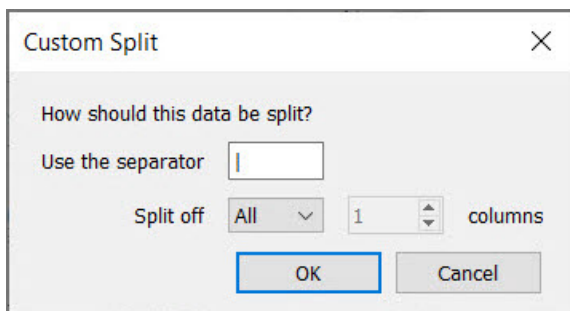 Custom Split
How should this data be split?
Use the separator |
Split off All 1 columns
OK Cancel